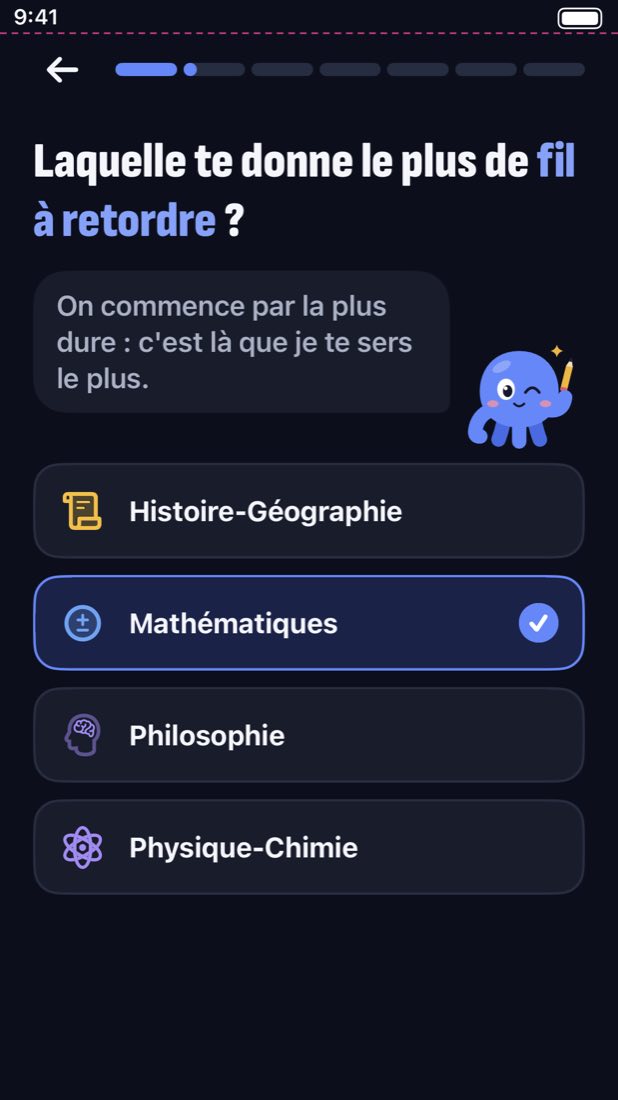 9:41
Laquelle te donne le plus de fil
à retordre ?
On commence par la plus
dure : c'est là que je te sers
le plus.
Histoire-Géographie
Mathématiques
Philosophie
Physique-Chimie